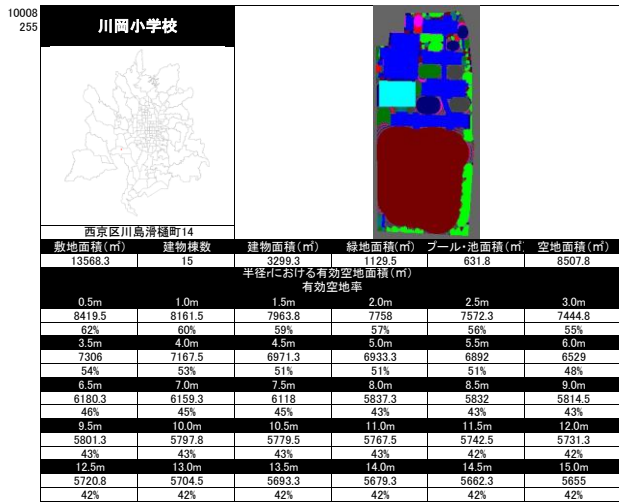 10008
255
川岡小学校
西京区川島滑樋町14
敷地面積(㎡) 建物棟数 建物面積(㎡) 緑地面積(㎡) プール・池面積(㎡) 空地面積(㎡)
13568.3 15 3299.3 1129.5 631.8 8507.8
半径rにおける有効空地面積(㎡)
有効空地率
0.5m 1.0m 1.5m 2.0m 2.5m 3.0m
8419.5 8161.5 7963.8 7758 7572.3 7444.8
62% 60% 59% 57% 56% 55%
3.5m 4.0m 4.5m 5.0m 5.5m 6.0m
7306 7167.5 6971.3 6933.3 6892 6529
54% 53% 51% 51% 51% 48%
6.5m 7.0m 7.5m 8.0m 8.5m 9.0m
6180.3 6159.3 6118 5837.3 5832 5814.5
46% 45% 45% 43% 43% 43%
9.5m 10.0m 10.5m 11.0m 11.5m 12.0m
5801.3 5797.8 5779.5 5767.5 5742.5 5731.3
43% 43% 43% 43% 42% 42%
12.5m 13.0m 13.5m 14.0m 14.5m 15.0m
5720.8 5704.5 5693.3 5679.3 5662.3 5655
42% 42% 42% 42% 42% 42%